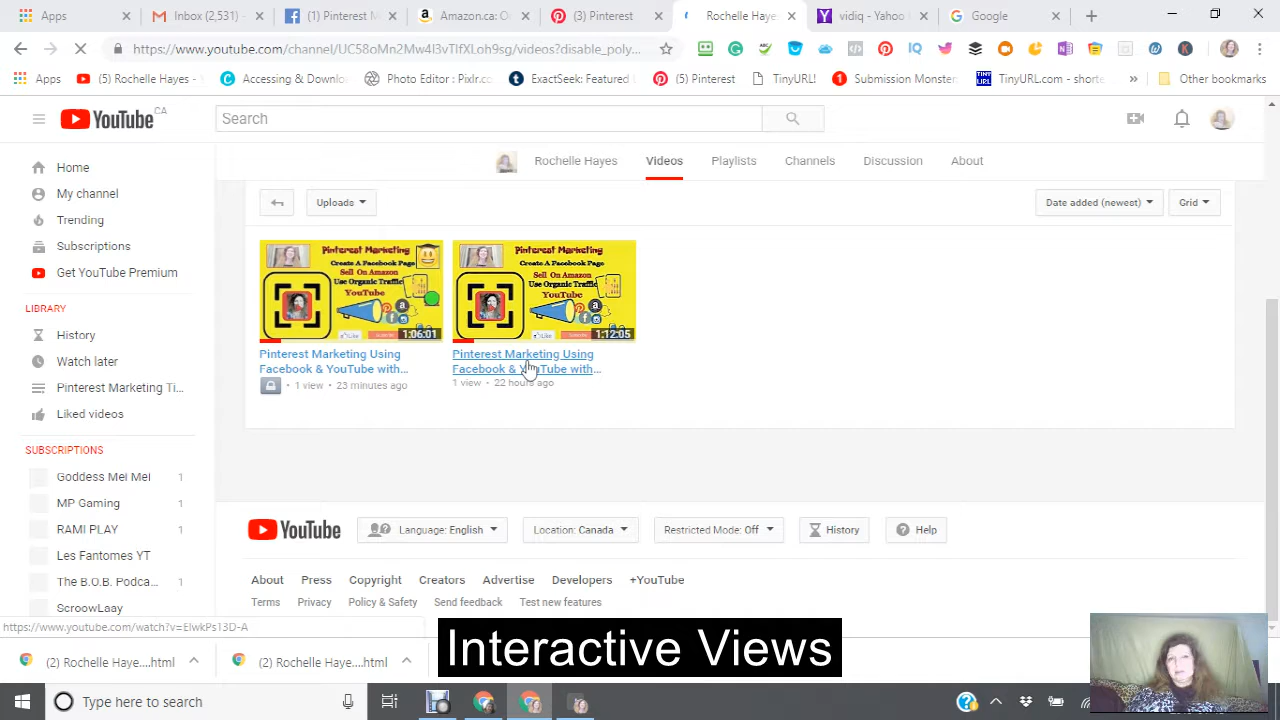 Apps
Inbox (2,531) -
(1) Pinterest M
Amazon.ca: O
(3) Pinterest
Rochelle Haye
vidiq - Yahoo
Google
https://www.youtube.com/channel/
/videos?disable_poly...
Apps
(5) Rochelle Hayes -
Accessing & Downlo
Photo Editor: Pixlr.co
ExactSeek: Featured
(5) Pinterest
TinyURL!
Submission Monster
TinyURL.com - shorte
Other bookmarks
YouTube CA
Search
Home
My channel
Trending
Subscriptions
Get YouTube Premium
LIBRARY
History
Watch later
Pinterest Marketing Ti...
Liked videos
SUBSCRIPTIONS
Goddess Mei Mei 1
MP Gaming 1
RAMI PLAY 1
Les Fantomes YT
The B.O.B. Podca... 1
ScroowLaay
Rochelle Hayes Videos Playlists Channels Discussion About
Uploads
Date added (newest)
Grid
Pinterest Marketing
Create A Facebook Page
Sell On Amazon
Use Organic Traffic
YouTube
Like
1:06:01
Pinterest Marketing Using
Facebook & YouTube with...
• 1 view • 23 minutes ago
Pinterest Marketing
Create A Facebook Page
Sell On Amazon
Use Organic Traffic
YouTube
Like
1:12:05
Pinterest Marketing Using
Facebook & YouTube with...
1 view • 22 hours ago
YouTube
Language: English
Location: Canada
Restricted Mode: Off
History
Help
About Press Copyright Creators Advertise Developers +YouTube
Terms Privacy Policy & Safety Send feedback Test new features
https://www.youtube.com/watch?v=ElwkPs13D-A
Interactive Views
(2) Rochelle Haye....html
(2) Rochelle Haye....html
Type here to search